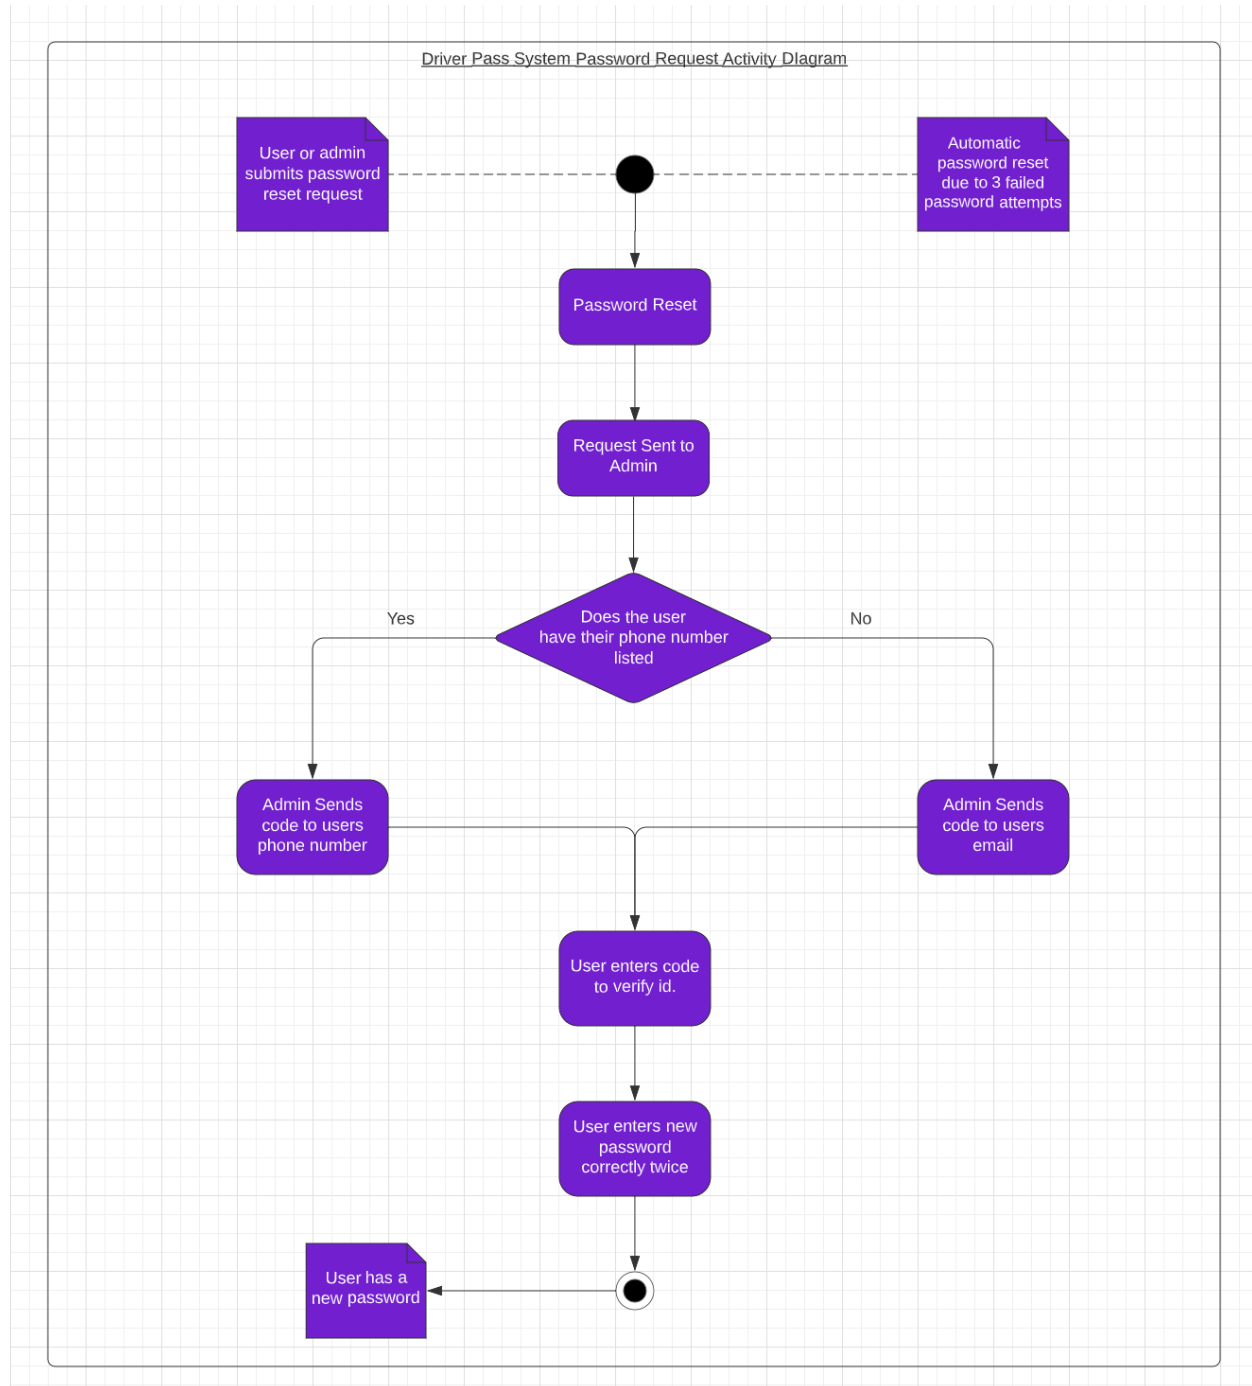 Driver Pass System Password Request Activity DIagram
User or admin
submits password
reset request
Automatic
password reset
due to 3 failed
password attempts
Password Reset
Request Sent to
Admin
Does the user
have their phone number
listed
Yes
No
Admin Sends
code to users
phone number
Admin Sends
code to users
email
User enters code
to verify id.
User enters new
password
correctly twice
User has a
new password